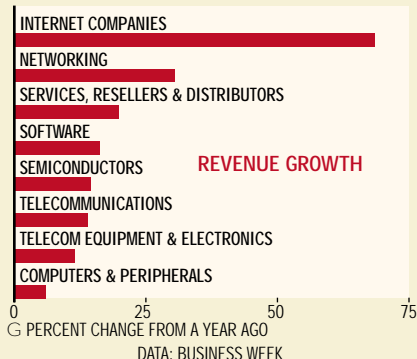 INTERNET COMPANIES
NETWORKING
SERVICES, RESELLERS & DISTRIBUTORS
SOFTWARE
REVENUE GROWTH
SEMICONDUCTORS
TELECOMMUNICATIONS
TELECOM EQUIPMENT & ELECTRONICS
COMPUTERS & PERIPHERALS
0 25 50 75
G PERCENT CHANGE FROM A YEAR AGO
DATA: BUSINESS WEEK